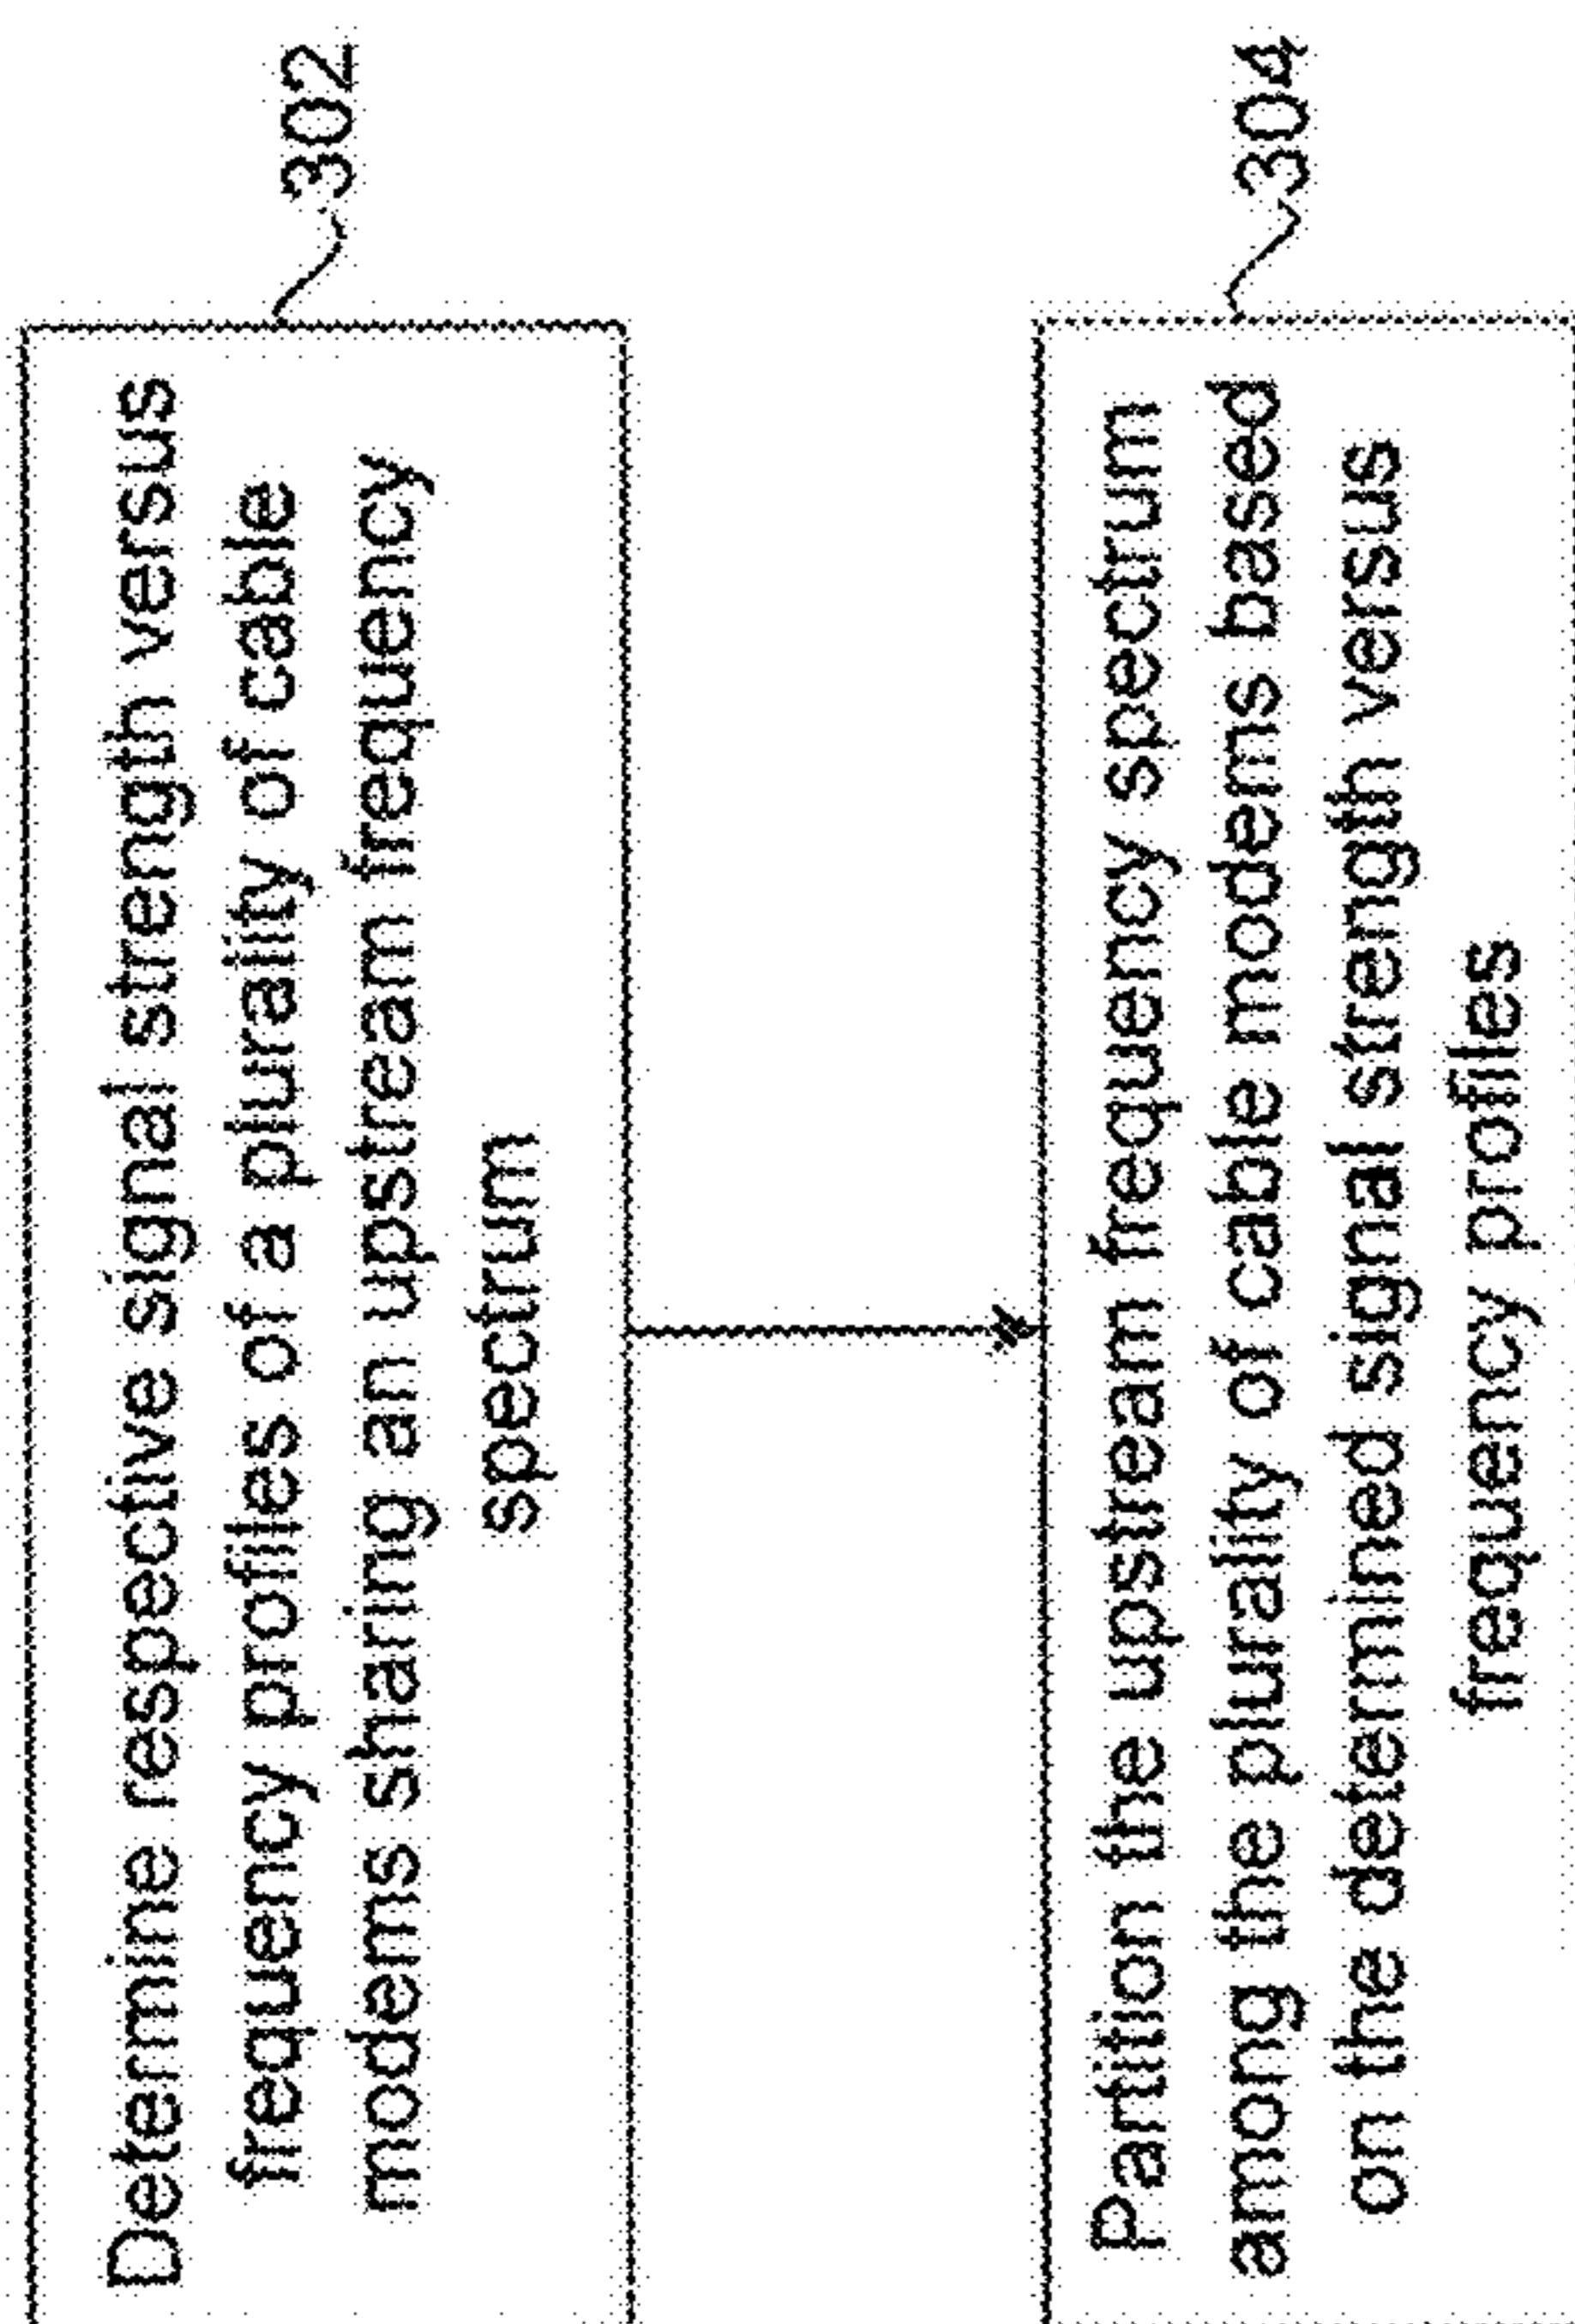 Determine respective signal strength versus
frequency profiles of a plurality of cable
modems sharing an upstream frequency
spectrum
302
Partition the upstream frequency spectrum
among the plurality of cable modems based
on the determined signal strength versus
frequency profiles
304